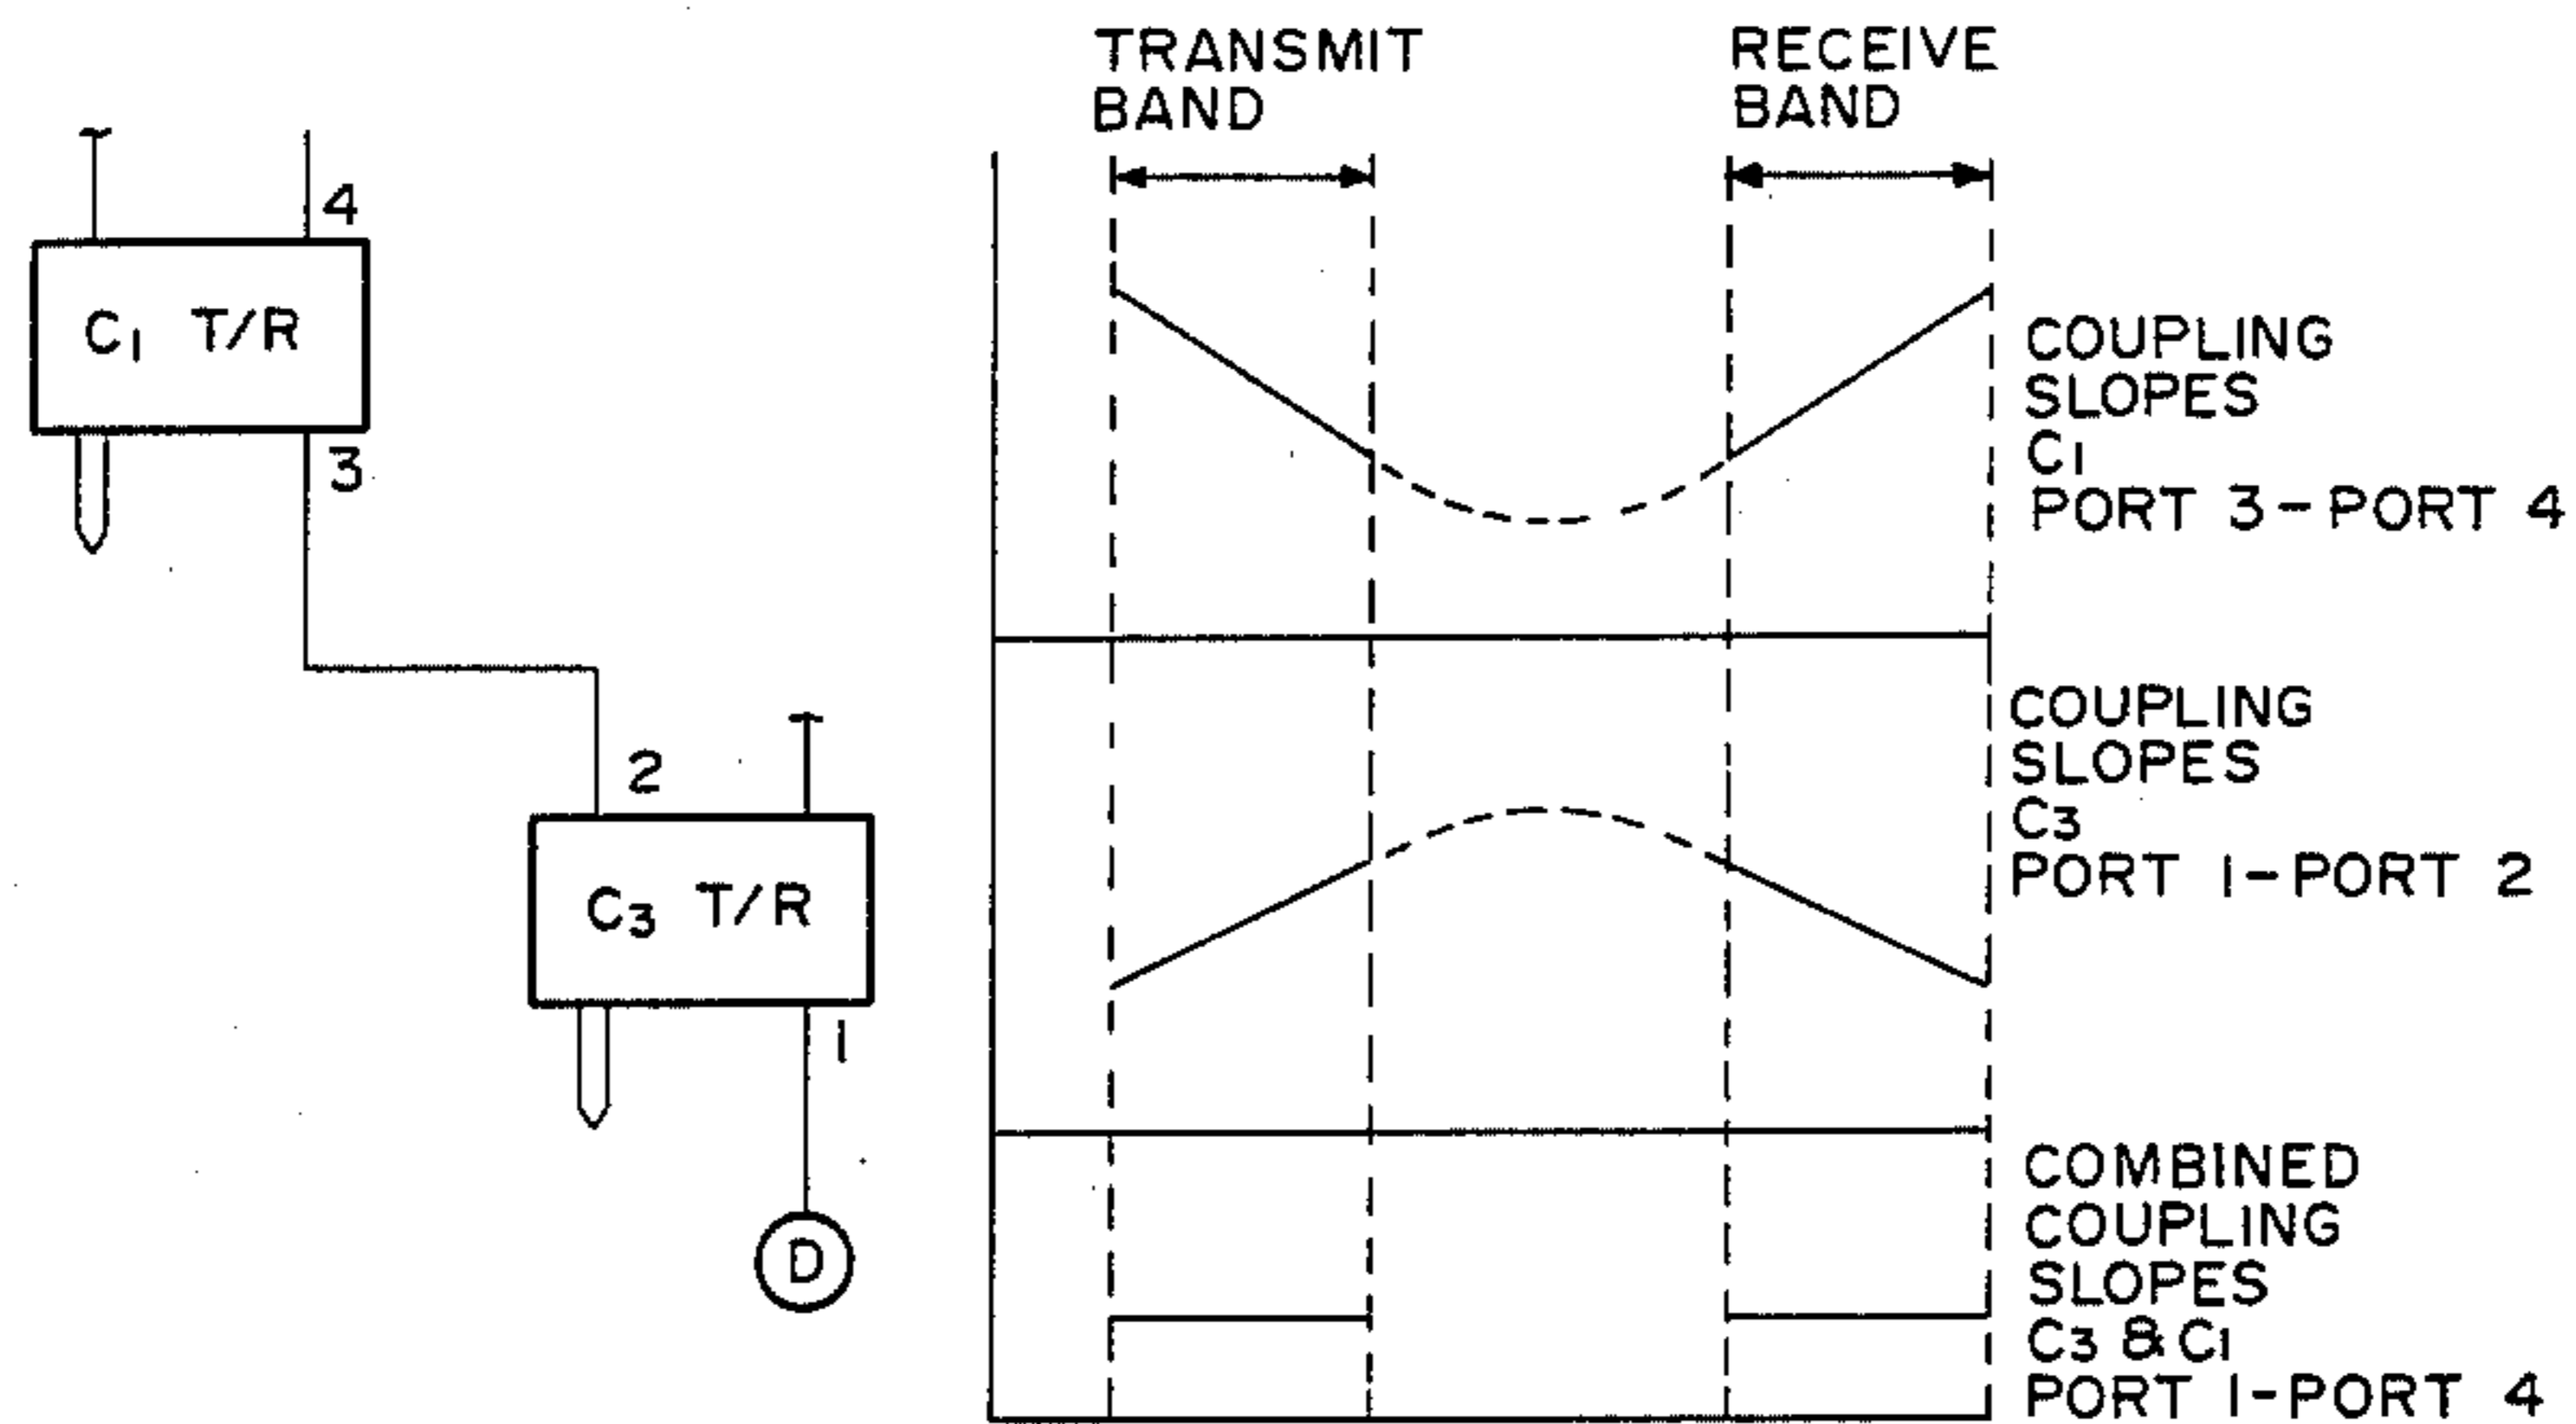 4
C1 T/R
3
2
C3 T/R
1
D
TRANSMIT
BAND
RECEIVE
BAND
COUPLING
SLOPES
C1
PORT 3-PORT 4
COUPLING
SLOPES
C3
PORT 1-PORT 2
COMBINED
COUPLING
SLOPES
C3 & C1
PORT 1-PORT 4